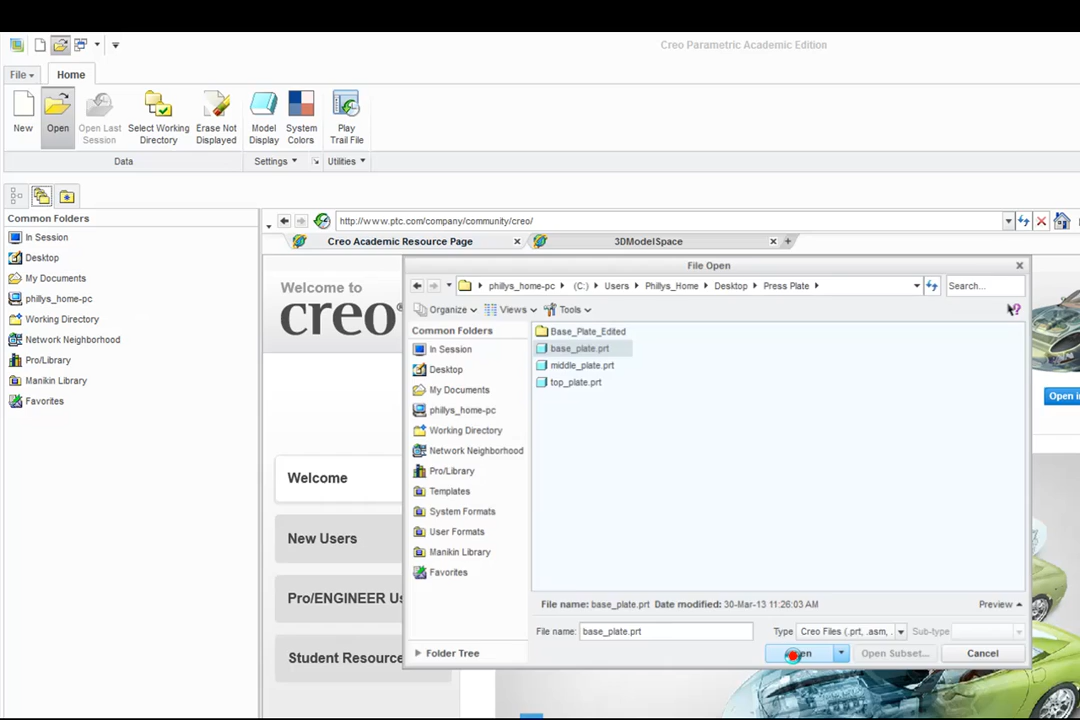 Creo Parametric Academic Edition
File
Home
New
Open
Open Last
Session
Select Working
Directory
Erase Not
Displayed
Model
Display
System
Colors
Play
Trail File
Data
Settings
Utilities
Common Folders
In Session
Desktop
My Documents
phillys_home-pc
Working Directory
Network Neighborhood
Pro/Library
Manikin Library
Favorites
http://www.ptc.com/company/community/creo/
Creo Academic Resource Page
3DModelSpace
Welcome to
creo®
Welcome
New Users
Pro/ENGINEER
Student
Open
File Open
phillys_home-pc
(C:)
Users
Phillys_Home
Desktop
Press Plate
Search...
Organize
Views
Tools
Common Folders
In Session
Desktop
My Documents
phillys_home-pc
Working Directory
Network Neighborhood
Pro/Library
Templates
System Formats
User Formats
Manikin Library
Favorites
Folder Tree
Base_Plate_Edited
base_plate.prt
middle_plate.prt
top_plate.prt
File name: base_plate.prt Date modified: 30-Mar-13 11:26:03 AM
Preview
File name: base_plate.prt
Type Creo Files (.prt, .asm, .
Sub-type
Open Subset...
Cancel